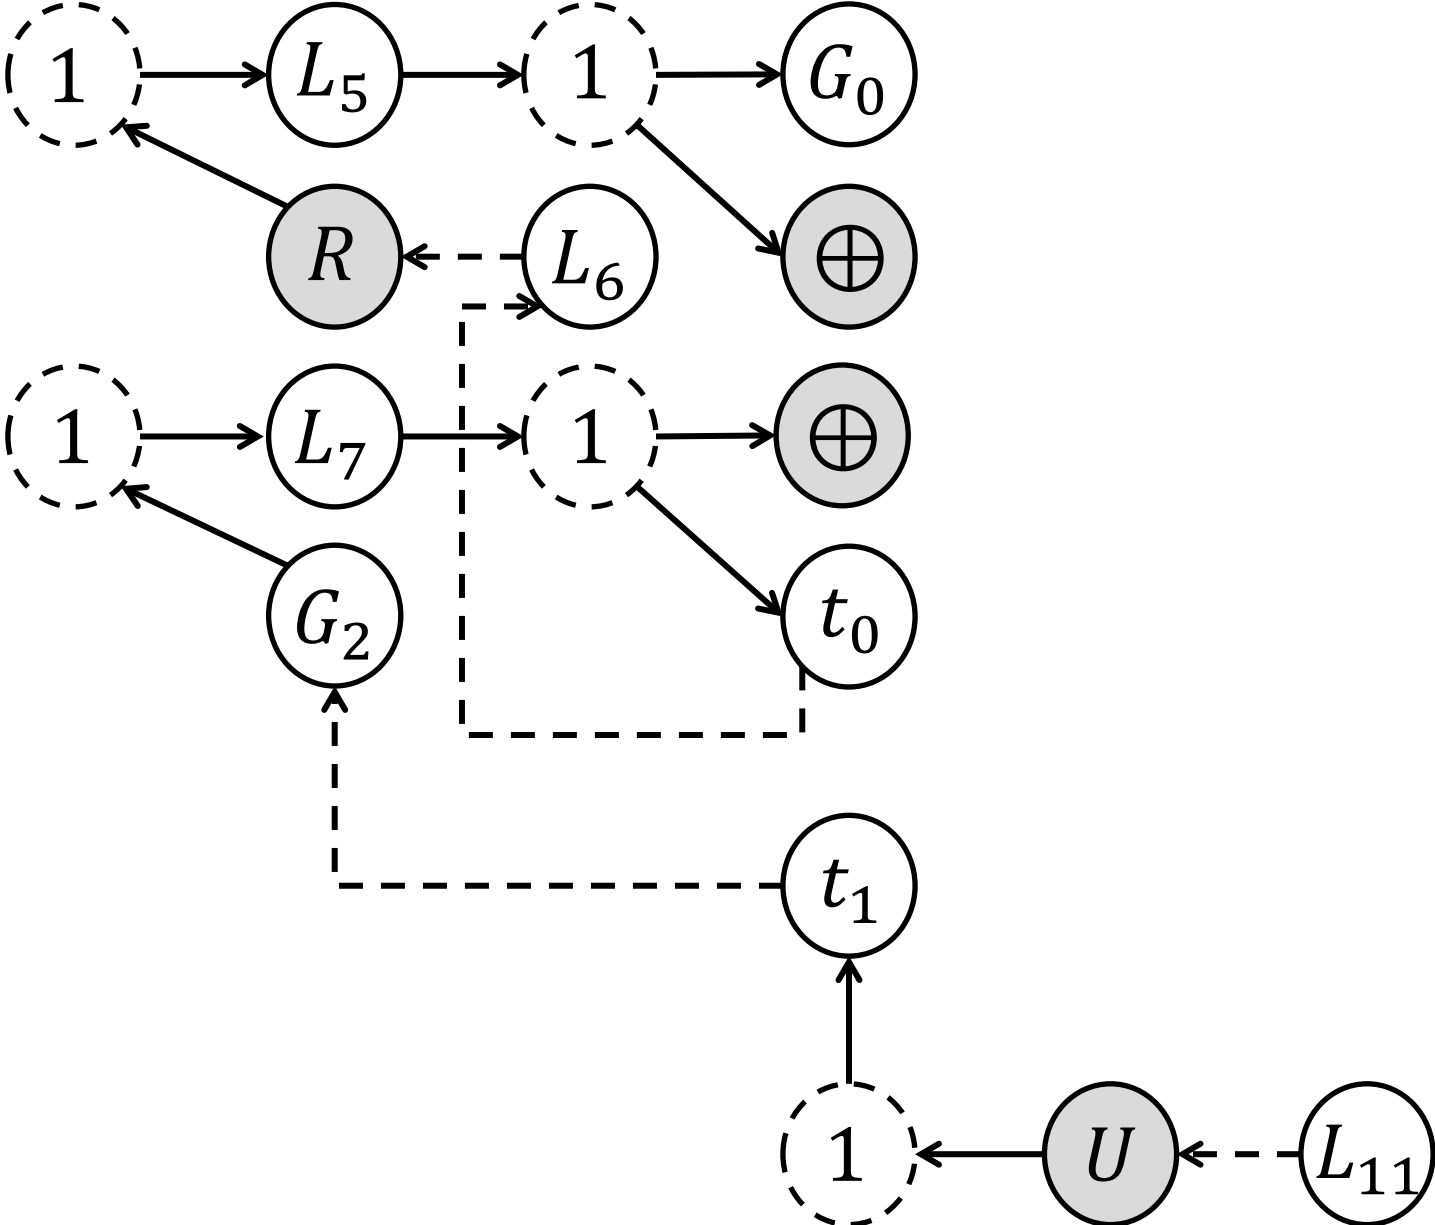 1 L₅ 1 G₀
R L₆ ⊕
1 L₇ 1 ⊕
G₂ t₀
t₁
1 U L₁₁